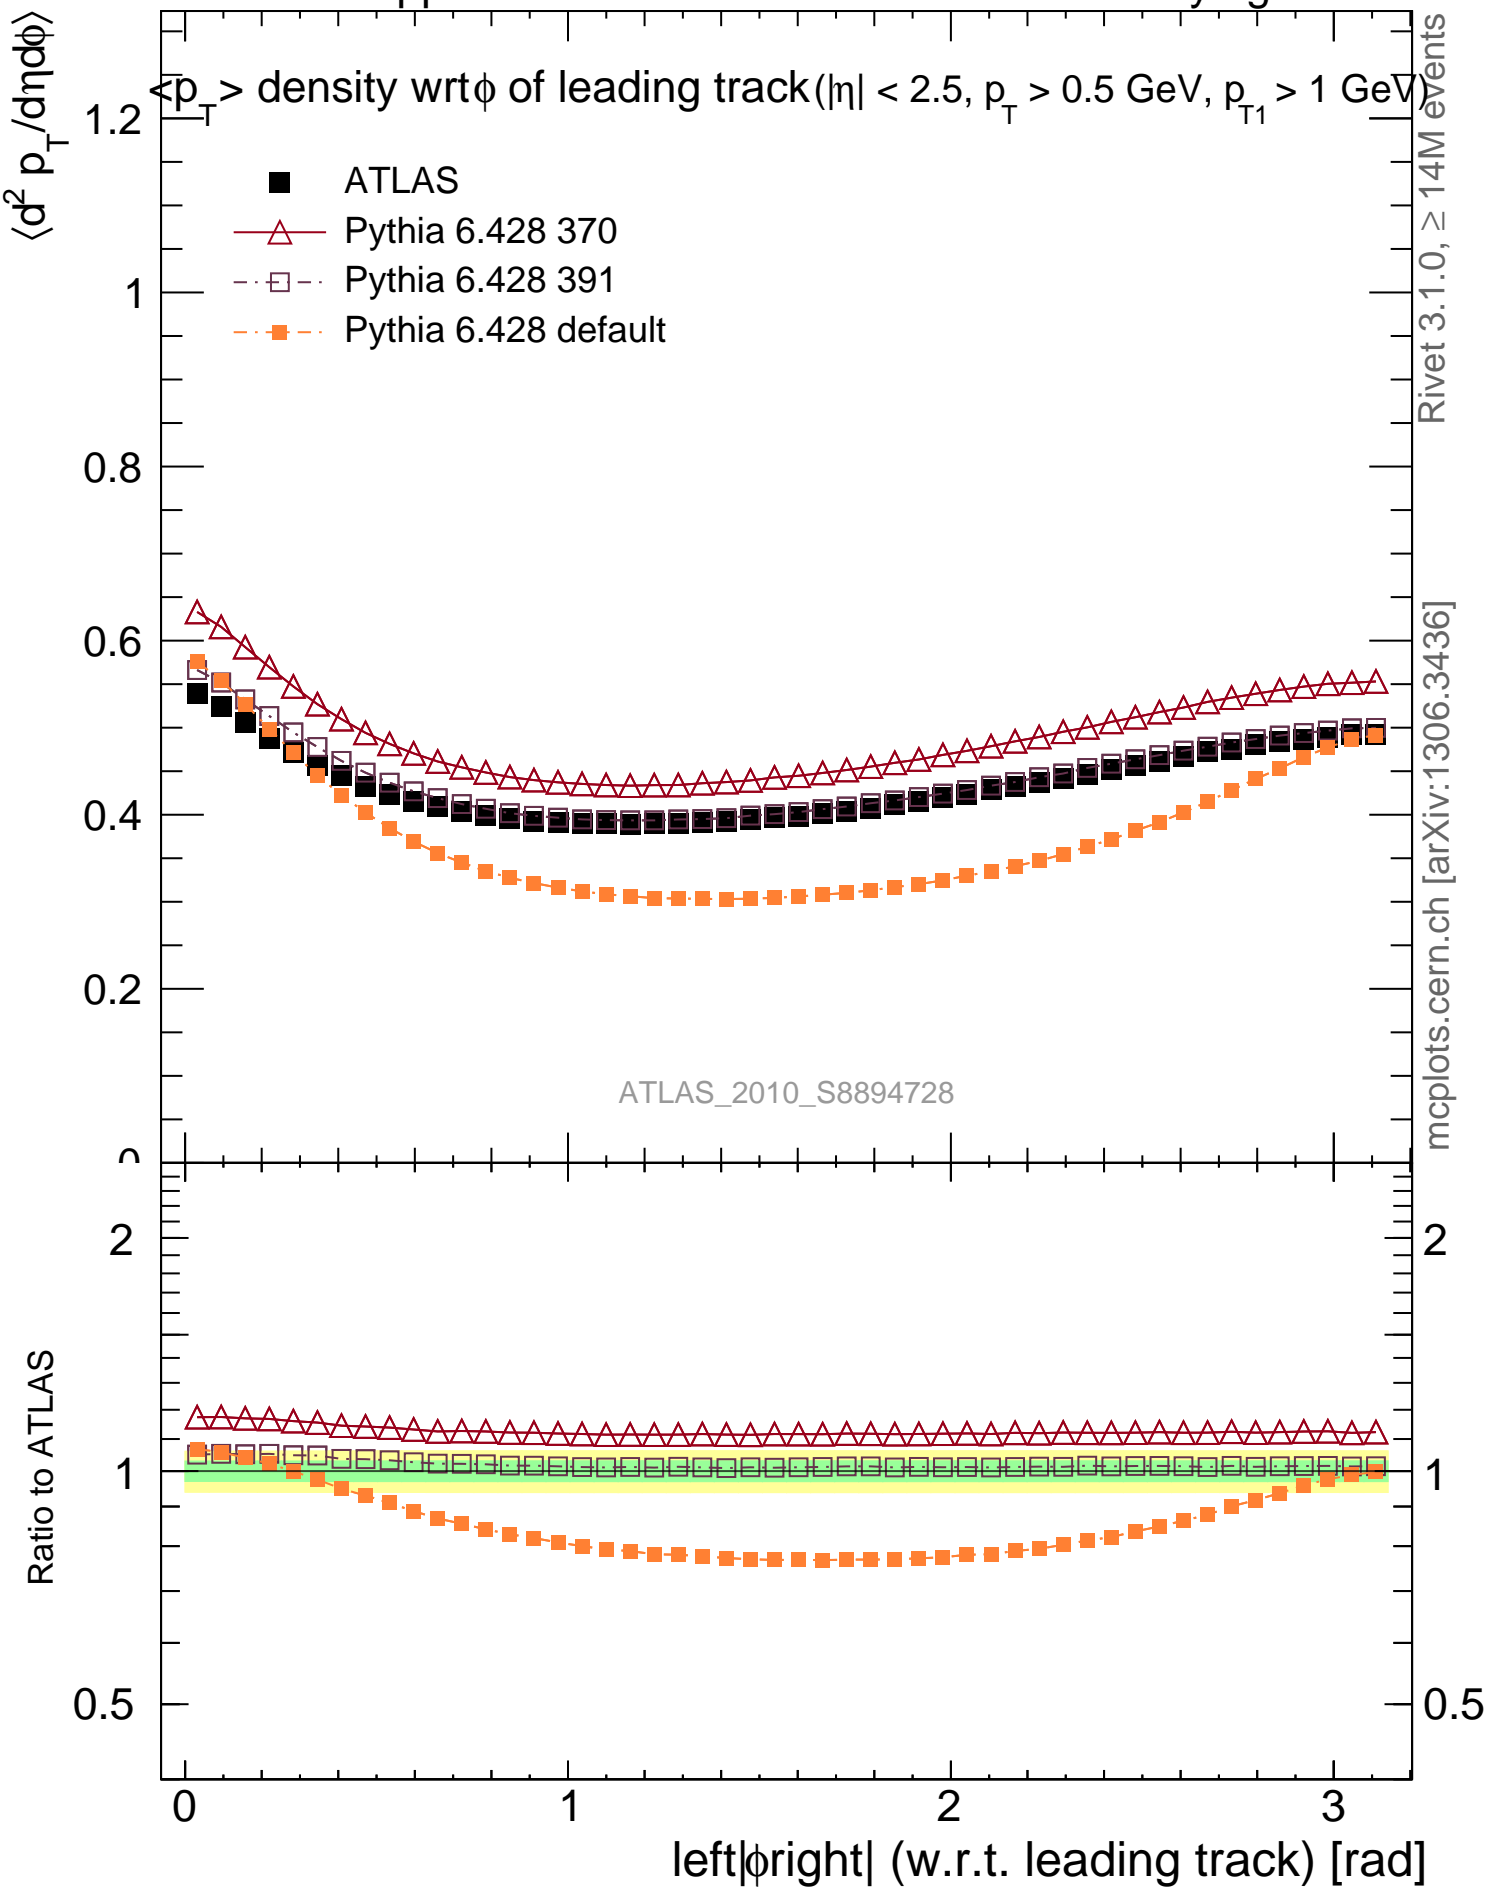 ⟨d² p_T/dηdϕ⟩
<p_T> density wrt ϕ of leading track (|η| < 2.5, p_T > 0.5 GeV, p_T1 > 1 GeV)
ATLAS
Pythia 6.428 370
Pythia 6.428 391
Pythia 6.428 default
1.2
1
0.8
0.6
0.4
0.2
0
ATLAS_2010_S8894728
Rivet 3.1.0, ≥ 14M events
mcplots.cern.ch [arXiv:1306.3436]
Ratio to ATLAS
2
1
0.5
2
1
0.5
0 1 2 3
left|ϕright| (w.r.t. leading track) [rad]